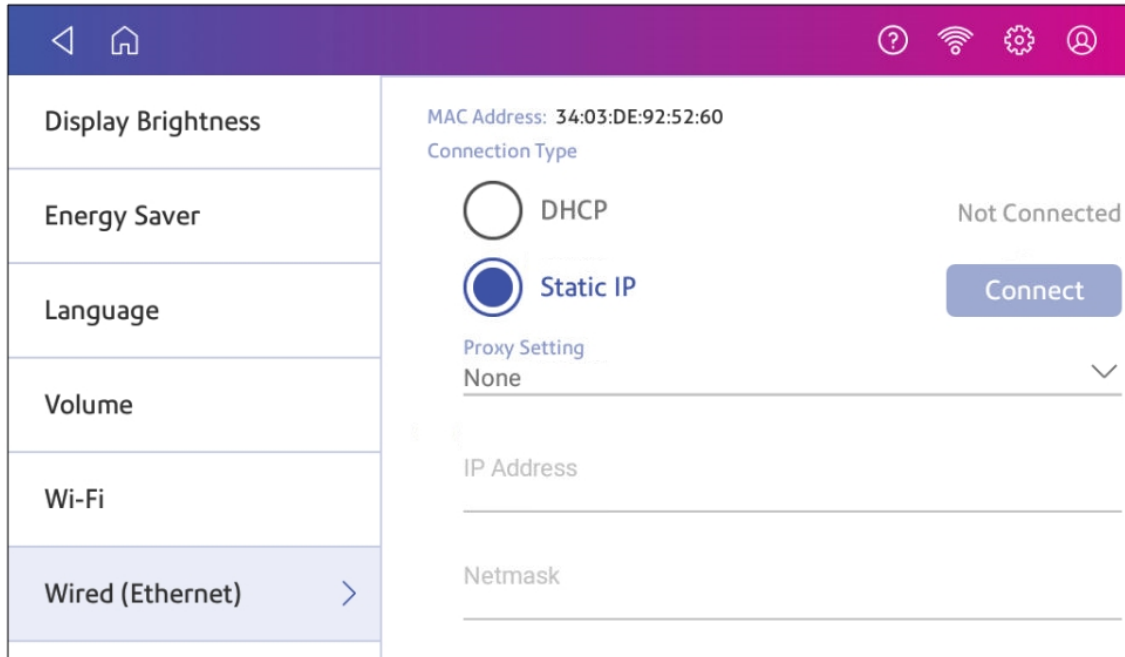 Display Brightness
Energy Saver
Language
Volume
Wi-Fi
Wired (Ethernet)
MAC Address: 34:03:DE:92:52:60
Connection Type
DHCP
Not Connected
Static IP
Connect
Proxy Setting
None
IP Address
Netmask